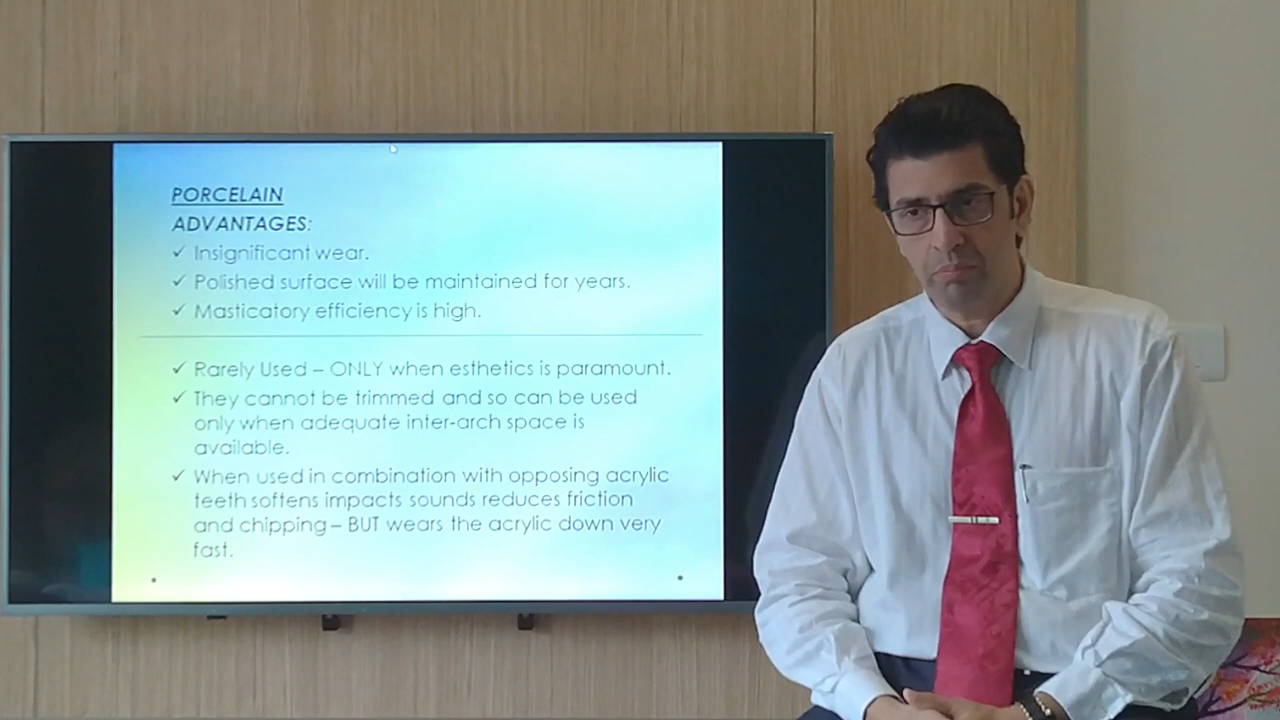 PORCELAIN
ADVANTAGES:
✓ Insignificant wear.
✓ Polished surface will be maintained for years.
✓ Masticatory efficiency is high.
✓ Rarely Used – ONLY when esthetics is paramount.
✓ They cannot be trimmed and so can be used
only when adequate inter-arch space is
available.
✓ When used in combination with opposing acrylic
teeth softens impacts sounds reduces friction
and chipping – BUT wears the acrylic down very
fast.